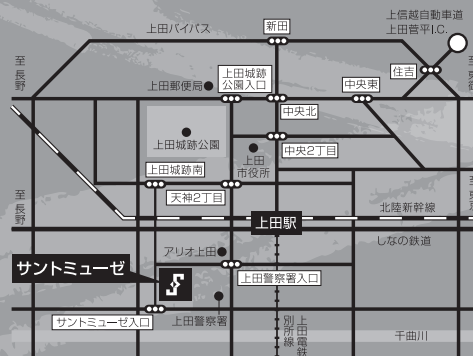 上信越自動車道
上田菅平I.C.
上田バイパス
新田
至長野
住吉
上田城跡
公園入口
上田郵便局
中央東
中央北
上田城跡公園
上田
市役所
中央2丁目
上田城跡南
天神2丁目
至長野
北陸新幹線
上田駅
しなの鉄道
アリオ上田
サントミューゼ
上田警察署入口
サントミューゼ入口
上田警察署
上田電鉄
別所線
千曲川